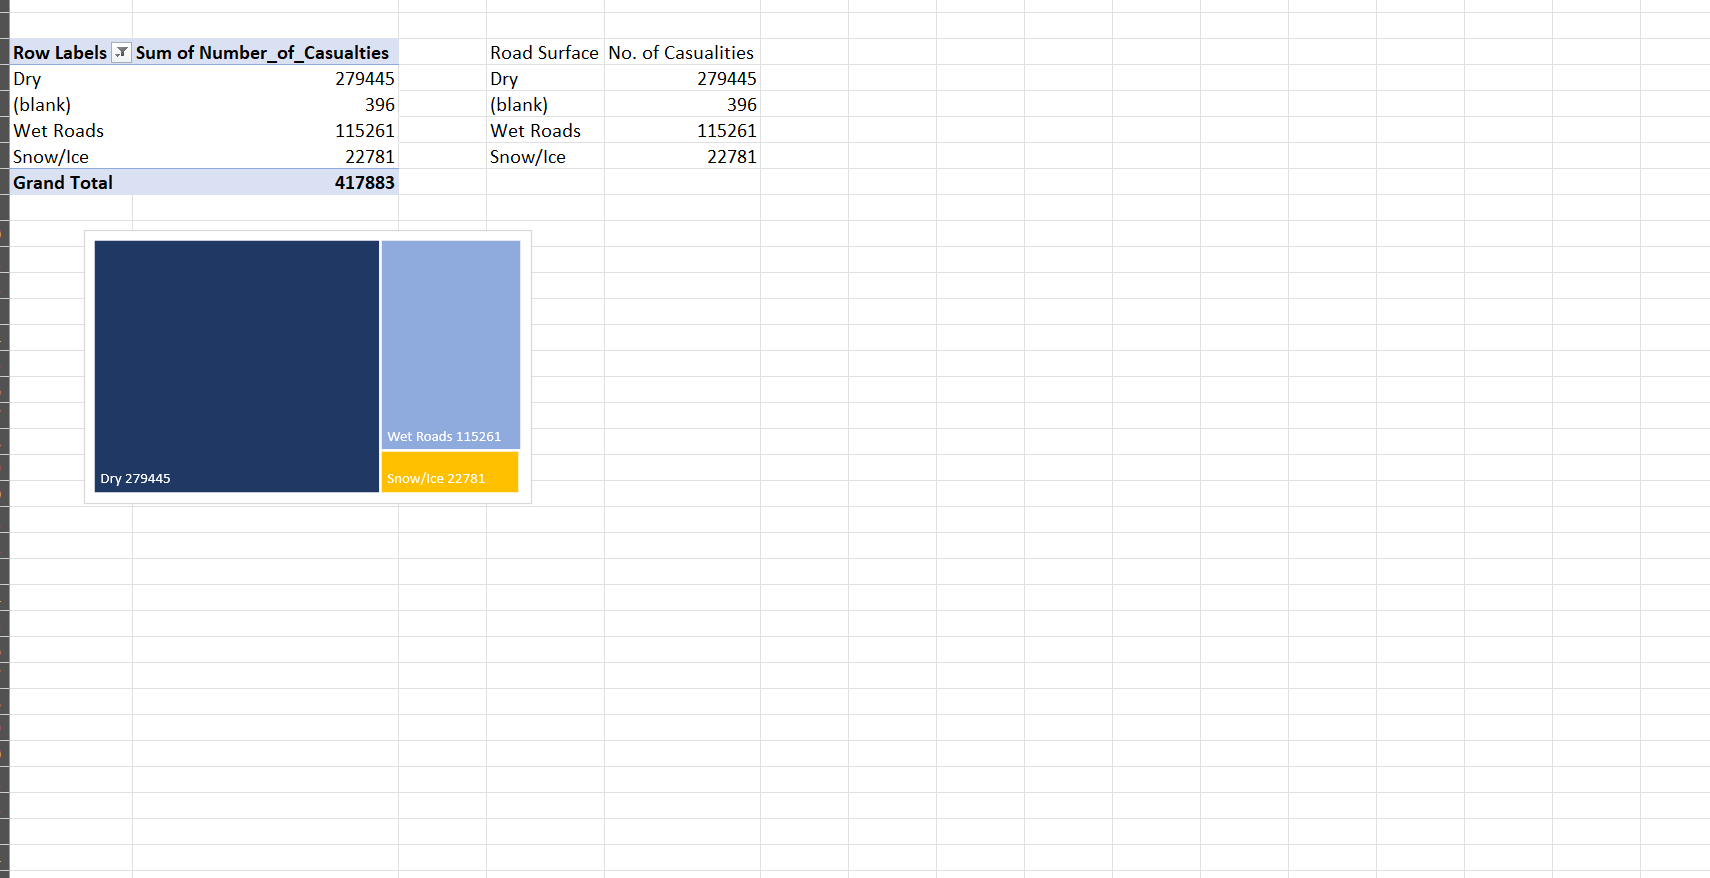 Row Labels Sum of Number_of_Casualties Road Surface No. of Casualities
Dry 279445 Dry 279445
(blank) 396 (blank) 396
Wet Roads 115261 Wet Roads 115261
Snow/Ice 22781 Snow/Ice 22781
Grand Total 417883
Wet Roads 115261
Dry 279445 Snow/Ice 22781